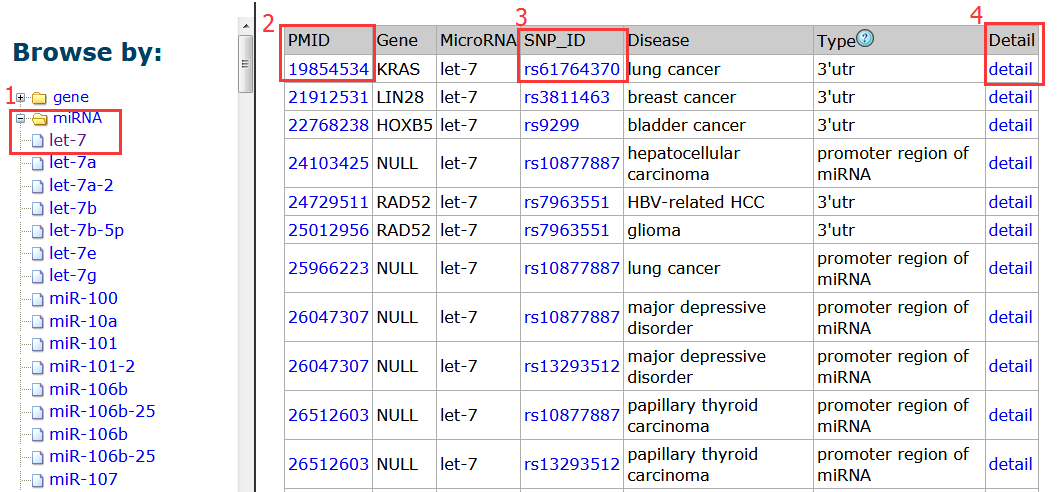 Browse by:
1
gene
miRNA
let-7
let-7a
let-7a-2
let-7b
let-7b-5p
let-7e
let-7g
miR-100
miR-10a
miR-101
miR-101-2
miR-106b
miR-106b-25
miR-106b
miR-106b-25
miR-107
2 3 4
PMID Gene MicroRNA SNP_ID Disease Type ? Detail
19854534 KRAS let-7 rs61764370 lung cancer 3'utr detail
21912531 LIN28 let-7 rs3811463 breast cancer 3'utr detail
22768238 HOXB5 let-7 rs9299 bladder cancer 3'utr detail
24103425 NULL let-7 rs10877887 hepatocellular carcinoma promoter region of miRNA detail
24729511 RAD52 let-7 rs7963551 HBV-related HCC 3'utr detail
25012956 RAD52 let-7 rs7963551 glioma 3'utr detail
25966223 NULL let-7 rs10877887 lung cancer promoter region of miRNA detail
26047307 NULL let-7 rs10877887 major depressive disorder promoter region of miRNA detail
26047307 NULL let-7 rs13293512 major depressive disorder promoter region of miRNA detail
26512603 NULL let-7 rs10877887 papillary thyroid carcinoma promoter region of miRNA detail
26512603 NULL let-7 rs13293512 papillary thyroid carcinoma promoter region of miRNA detail